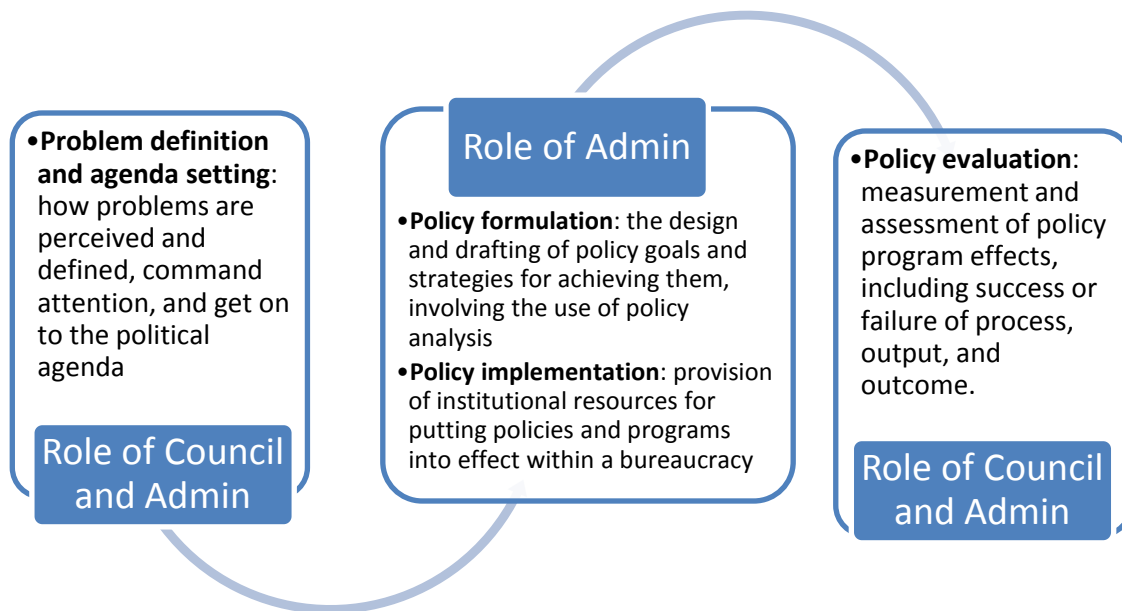 •Problem definition
and agenda setting:
how problems are
perceived and
defined, command
attention, and get on
to the political
agenda
Role of Council
and Admin
Role of Admin
•Policy formulation: the design
and drafting of policy goals and
strategies for achieving them,
involving the use of policy
analysis
•Policy implementation: provision
of institutional resources for
putting policies and programs
into effect within a bureaucracy
•Policy evaluation:
measurement and
assessment of policy
program effects,
including success or
failure of process,
output, and
outcome.
Role of Council
and Admin